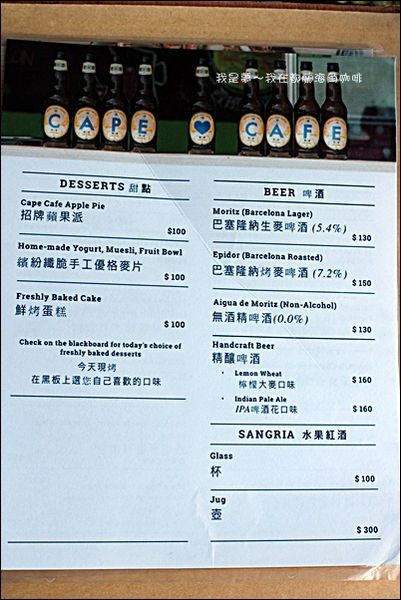 我是弟~我在都蘭海角咖啡
CAPE ♥ CAFE
DESSERTS 甜點
Cape Cafe Apple Pie
招牌蘋果派
$100
Home-made Yogurt, Muesli, Fruit Bowl
繽紛纖脆手工優格麥片
$ 100
Freshly Baked Cake
鮮烤蛋糕
$ 100
Check on the blackboard for today's choice of
freshly baked desserts
今天現烤
在黑板上選您自己喜歡的口味
BEER 啤酒
Moritz (Barcelona Lager)
巴塞隆納生麥啤酒 (5.4%)
$ 130
Epidor (Barcelona Roasted)
巴塞隆納烤麥啤酒 (7.2%)
$ 150
Aigua de Moritz (Non-Alcohol)
無酒精啤酒(0.0%)
$ 130
Handcraft Beer
精釀啤酒
• Lemon Wheat
檸檬大麥口味
$ 160
• Indian Pale Ale
IPA啤酒花口味
$ 160
SANGRIA 水果紅酒
Glass
杯
$ 100
Jug
壺
$ 300